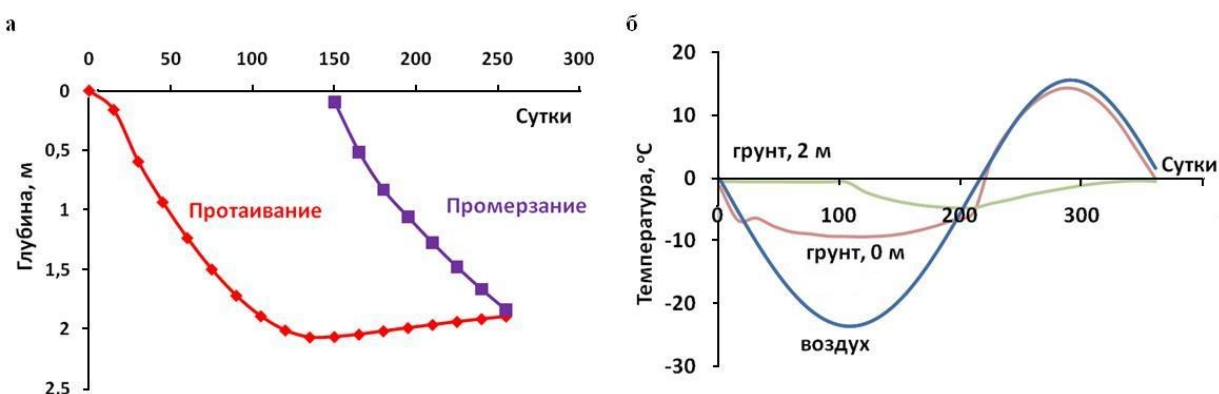 а
0 50 100 150 200 250 300
0
Сутки
0,5
1
1,5
2
2,5
Глубина, м
Протаивание
Промерзание
б
20
10
0
-10
-20
-30
Температура, °С
грунт, 2 м
Сутки
0 100 200 300
грунт, 0 м
воздух